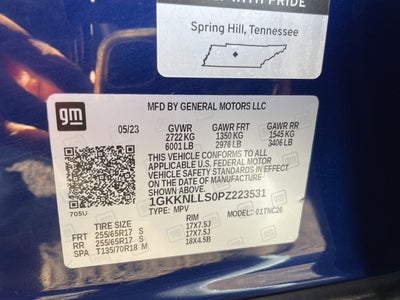 Spring Hill, Tennessee
gm
MFD BY GENERAL MOTORS LLC
05/23 GVWR GAWR FRT GAWR RR
2722 KG 1350 KG 1545 KG
6001 LB 2976 LB 3406 LB
THIS VEHICLE CONFORMS TO ALL APPLICABLE
U.S. FEDERAL MOTOR VEHICLE
STANDARDS IN EFFECT ON THE DATE OF MANUFACTURE
SHOWN ABOVE.
1GKKNLLS0PZ223531
TYPE: MPV MODEL: 01TNC26
705U
TIRE SIZE RIM
FRT 255/65R17 S 17X7.5J
RR 255/65R17 S 17X7.5J
SPA T135/70R18 M 18X4.5B